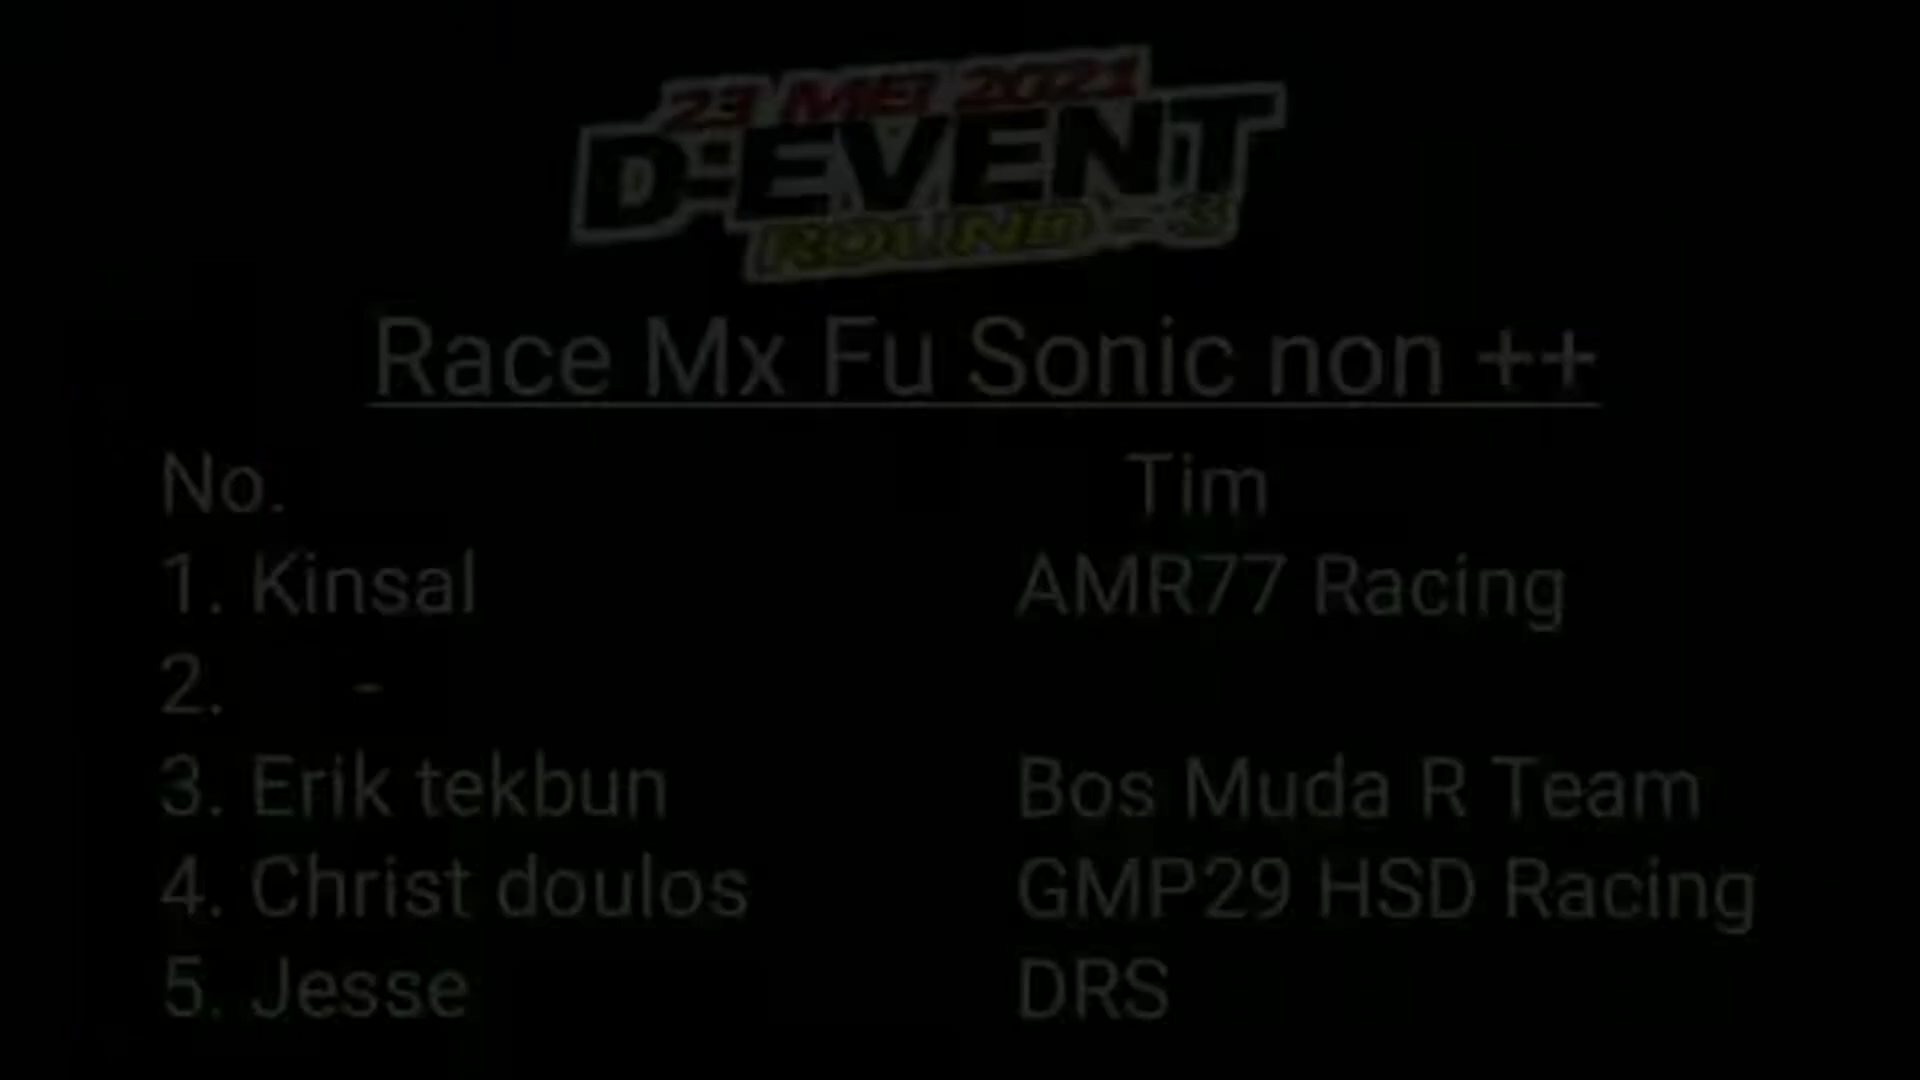 23 MEI 2021
D-EVENT
ROUND - 3
Race Mx Fu Sonic non ++
No. Tim
1. Kinsal AMR77 Racing
2. -
3. Erik tekbun Bos Muda R Team
4. Christ doulos GMP29 HSD Racing
5. Jesse DRS